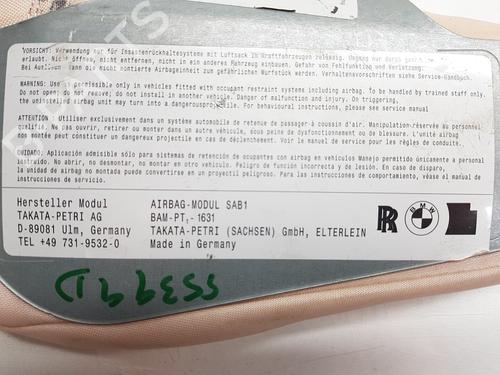 VORSICHT: Verwendung nur für Insassenrückhaltesysteme mit Luftsack in Kraftfahrzeugen zulässig. Umgang nur durch
erlaubt. Nicht öffnen, nicht entfernen, nicht in ein anderes Fahrzeug einbauen. Gefahr von Fehlfunktion und Verletzungen.
Bei Auslösen kann die nicht montierte Airbageinheit zum gefährlichen Wurfstück werden. Verhaltensvorschriften siehe Service-Handbuch.
WARNING: Use is permissible only in vehicles fitted with occupant restraint systems including airbag. To be handled by trained staff only.
Do not open; do not remove; do not install in another vehicle. Danger of malfunction and injury. On triggering,
the uninstalled airbag unit may turn into a dangerous projectile. For instructions, please see service manual
ATTENTION: Utiliser exclusivement dans un système automatique de retenue de passager-à coussin d'air. Manipulation réservée au personnel
qualifié. Ne pas ouvrir, retirer ou monter dans un autre véhicule, sous peine de dysfonctionnement ou de blessure. L'unité airbag
non montée peut constituer un dangereux projectile en cas de déclenchement. Voir le manuel de service pour les règles de conduite.
CUIDADO: Aplicación admisible sólo para sistemas de retención de ocupantes con airbag en vehículos Manejo permitido únicamente a personal
instruido. No abrir, no desmontar, no montar en otro vehículo. Peligro de función incorrecta y de lesión. En caso de disparo
la unidad de airbag no montada puede convertirse en un proyectil peligroso. Para las instrucciones de comportamiento, véase el manual de
instrucciones de servicio.
Hersteller Modul
TAKATA-PETRI AG
D-89081 Ulm, Germany
TEL +49 731-9532-0
AIRBAG-MODUL SAB1
BAM-PT₁-1631
TAKATA-PETRI (SACHSEN) GmbH, ELTERLEIN
Made in Germany
RR
BMW
SS399D